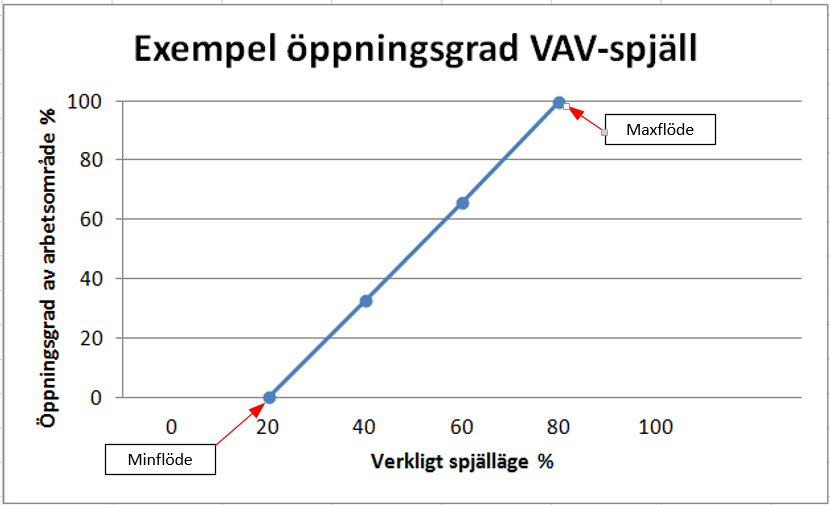 Exempel öppningsgrad VAV-spjäll
Öppningsgrad av arbetsområde %
100
80
60
40
20
0
Maxflöde
0 20 40 60 80 100
Minflöde
Verkligt spjälläge %